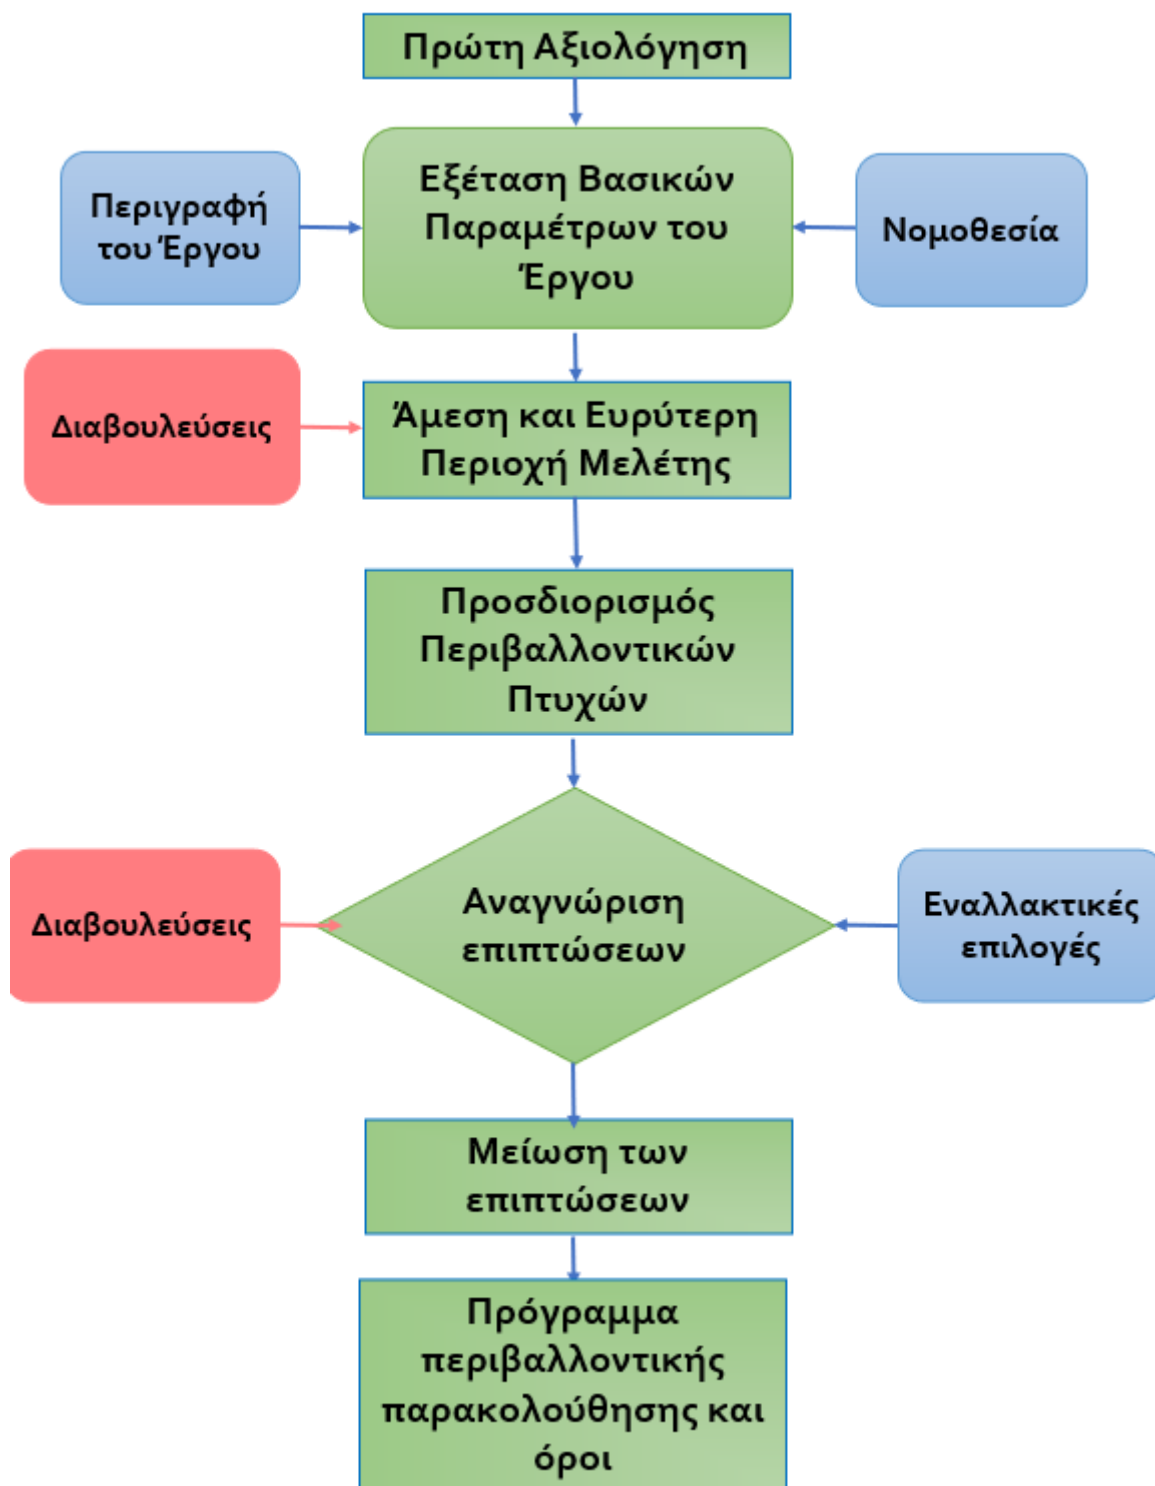 Πρώτη Αξιολόγηση
Περιγραφή
του Έργου
Εξέταση Βασικών
Παραμέτρων του
Έργου
Νομοθεσία
Διαβουλεύσεις
Άμεση και Ευρύτερη
Περιοχή Μελέτης
Προσδιορισμός
Περιβαλλοντικών
Πτυχών
Διαβουλεύσεις
Αναγνώριση
επιπτώσεων
Εναλλακτικές
επιλογές
Μείωση των
επιπτώσεων
Πρόγραμμα
περιβαλλοντικής
παρακολούθησης και
όροι